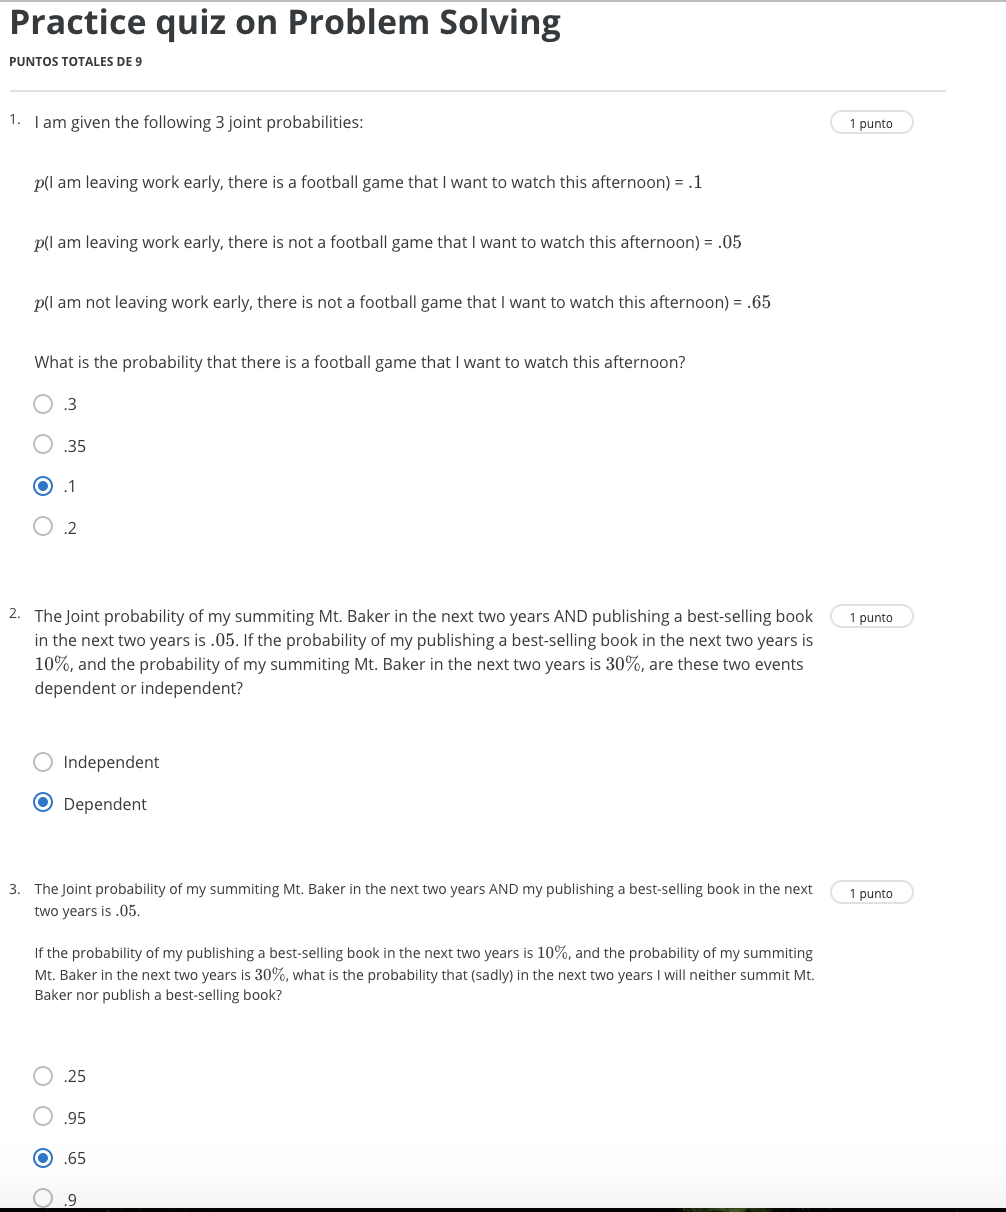 Practice quiz on Problem Solving
PUNTOS TOTALES DE 9
1. I am given the following 3 joint probabilities:
1 punto
p(I am leaving work early, there is a football game that I want to watch this afternoon) = .1
p(I am leaving work early, there is not a football game that I want to watch this afternoon) = .05
p(I am not leaving work early, there is not a football game that I want to watch this afternoon) = .65
What is the probability that there is a football game that I want to watch this afternoon?
.3
.35
.1
.2
2. The Joint probability of my summiting Mt. Baker in the next two years AND publishing a best-selling book
1 punto
in the next two years is .05. If the probability of my publishing a best-selling book in the next two years is
10%, and the probability of my summiting Mt. Baker in the next two years is 30%, are these two events
dependent or independent?
Independent
Dependent
3. The Joint probability of my summiting Mt. Baker in the next two years AND my publishing a best-selling book in the next
1 punto
two years is .05.
If the probability of my publishing a best-selling book in the next two years is 10%, and the probability of my summiting
Mt. Baker in the next two years is 30%, what is the probability that (sadly) in the next two years I will neither summit Mt.
Baker nor publish a best-selling book?
.25
.95
.65
.9